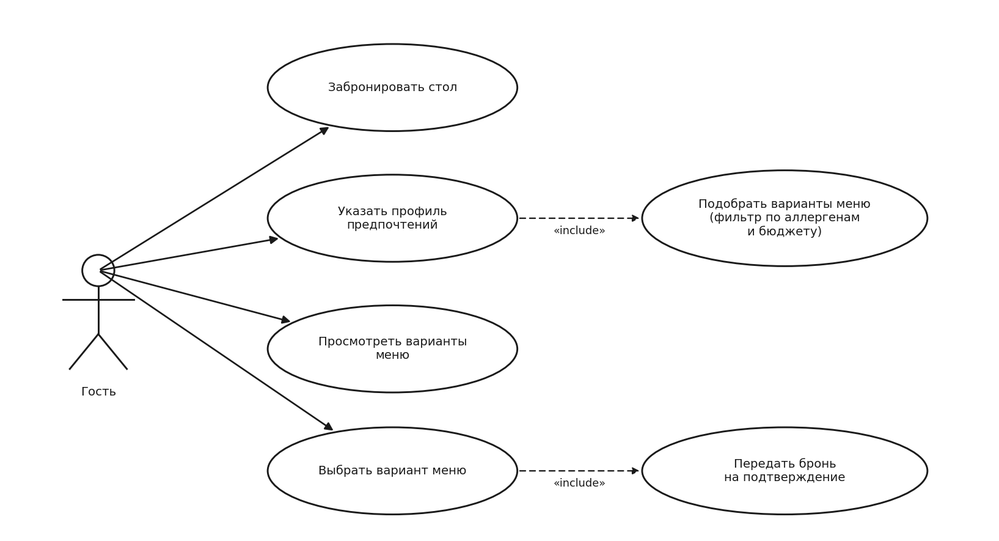 Забронировать стол
Указать профиль
предпочтений
«include»
Подобрать варианты меню
(фильтр по аллергенам
и бюджету)
Просмотреть варианты
меню
Гость
Выбрать вариант меню
«include»
Передать бронь
на подтверждение